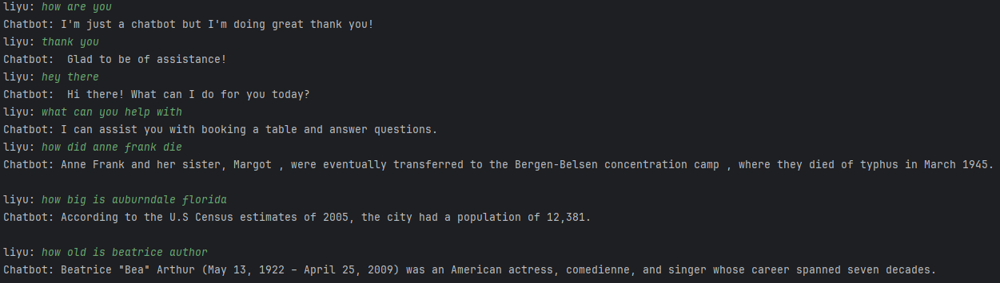 liyu: how are you
Chatbot: I'm just a chatbot but I'm doing great thank you!
liyu: thank you
Chatbot:  Glad to be of assistance!
liyu: hey there
Chatbot:  Hi there! What can I do for you today?
liyu: what can you help with
Chatbot: I can assist you with booking a table and answer questions.
liyu: how did anne frank die
Chatbot: Anne Frank and her sister, Margot , were eventually transferred to the Bergen-Belsen concentration camp , where they died of typhus in March 1945.
liyu: how big is auburndale florida
Chatbot: According to the U.S Census estimates of 2005, the city had a population of 12,381.
liyu: how old is beatrice author
Chatbot: Beatrice "Bea" Arthur (May 13, 1922 – April 25, 2009) was an American actress, comedienne, and singer whose career spanned seven decades.